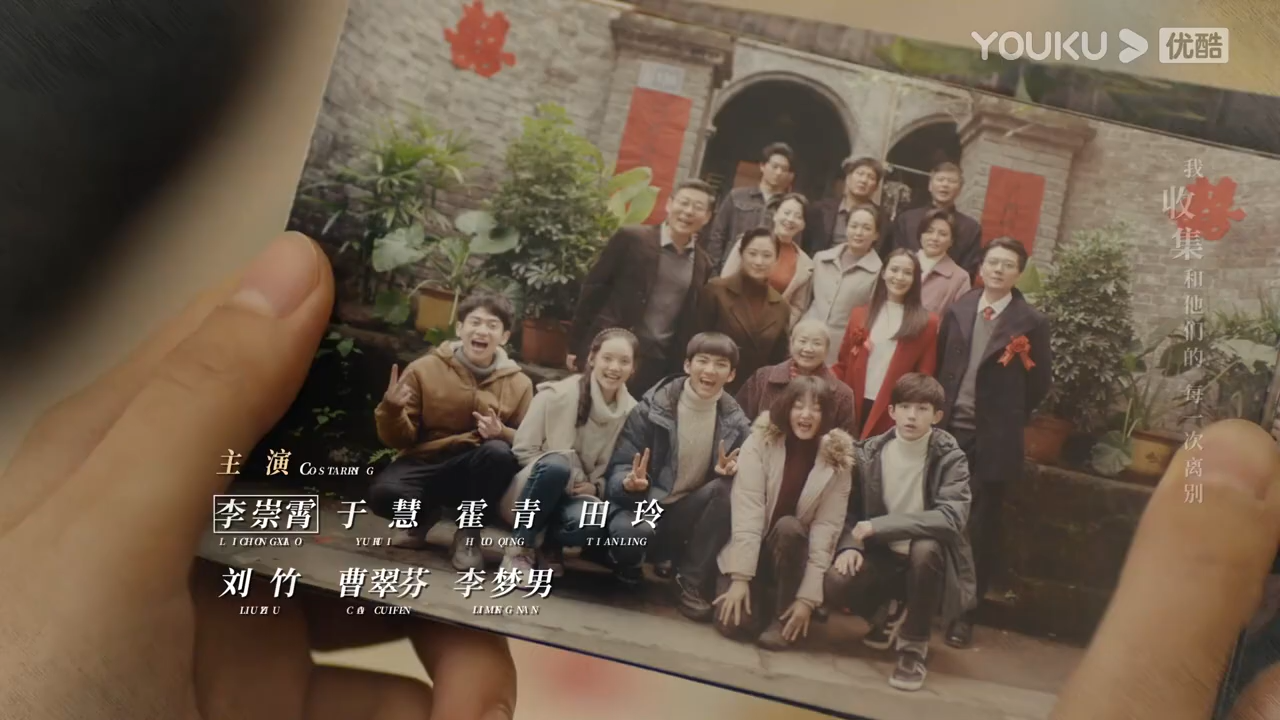 YOUKU 优酷
我收集和他们的每一次离别
主 演 COSTARRING
李崇霄 于 慧 霍 青 田 玲
LI CHONGXIAO YU HUI HUO QING TIAN LING
刘 竹 曹翠芬 李梦男
LIU ZHU CAO CUIFEN LI MENG NAN